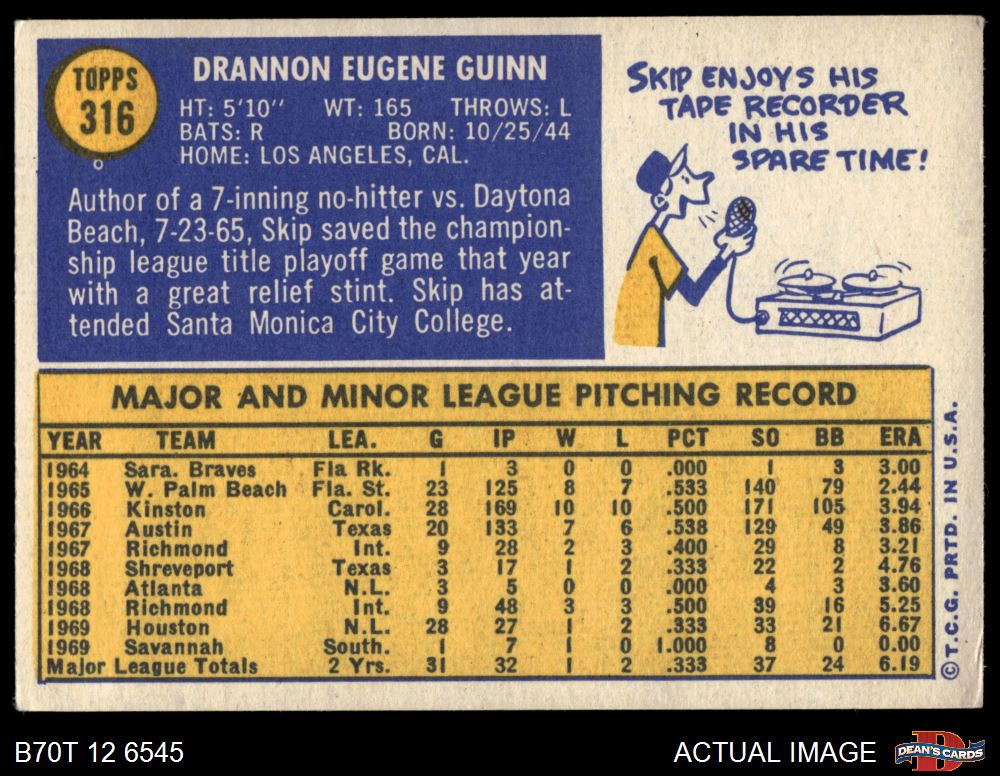 TOPPS
316
DRANNON EUGENE GUINN
HT: 5'10" WT: 165 THROWS: L
BATS: R BORN: 10/25/44
HOME: LOS ANGELES, CAL.
Author of a 7-inning no-hitter vs. Daytona
Beach, 7-23-65, Skip saved the champion-
ship league title playoff game that year
with a great relief stint. Skip has at-
tended Santa Monica City College.
SKIP ENJOYS HIS
TAPE RECORDER
IN HIS
SPARE TIME!
MAJOR AND MINOR LEAGUE PITCHING RECORD
YEAR TEAM LEA. G IP W L PCT SO BB ERA
1964 Sara. Braves Fla Rk. 1 3 0 0 .000 1 3 3.00
1965 W. Palm Beach Fla. St. 23 125 8 7 .533 140 79 2.44
1966 Kinston Carol. 28 169 10 10 .500 171 105 3.94
1967 Austin Texas 20 133 7 6 .538 129 49 3.86
1967 Richmond Int. 9 28 2 3 .400 29 8 3.21
1968 Shreveport Texas 3 17 1 2 .333 22 2 4.76
1968 Atlanta N.L. 3 5 0 0 .000 4 3 3.60
1968 Richmond Int. 9 48 3 3 .500 39 16 5.25
1969 Houston N.L. 28 27 1 2 .333 33 21 6.67
1969 Savannah South. 1 7 1 0 1.000 8 0 0.00
Major League Totals 2 Yrs. 31 32 1 2 .333 37 24 6.19
©T.C.G. PRTD. IN U.S.A.
B70T 12 6545
ACTUAL IMAGE
DEAN'S CARDS